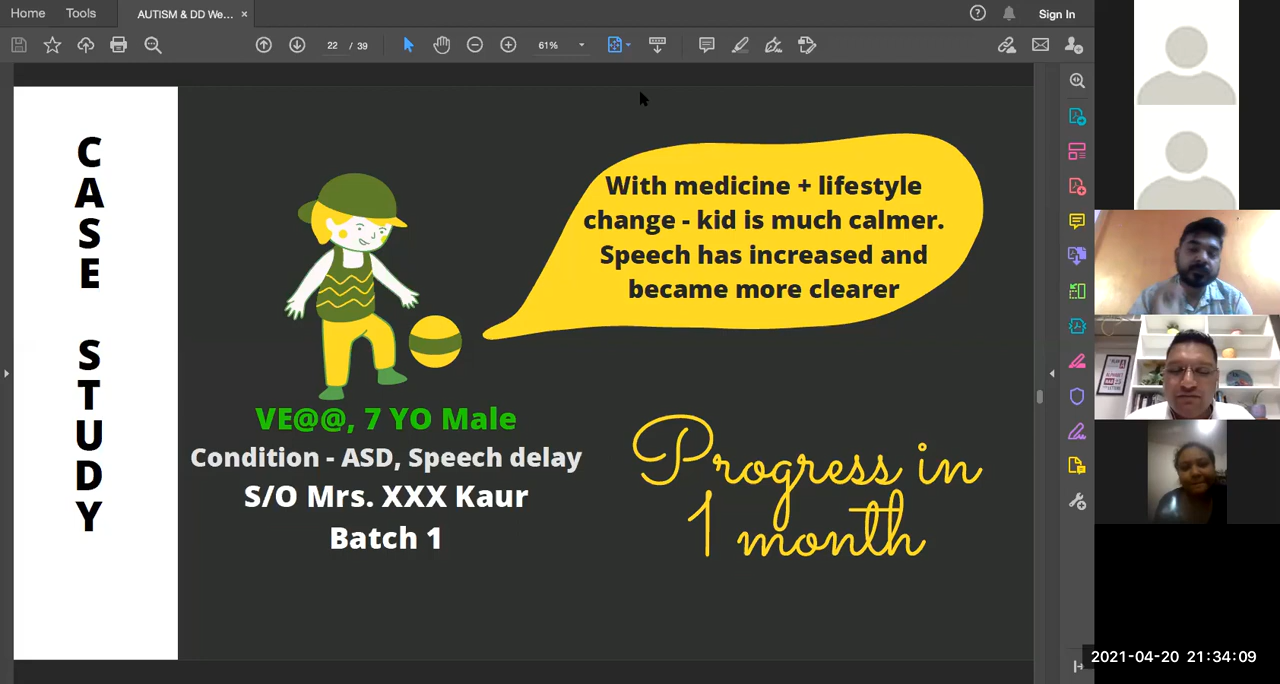 Home
Tools
AUTISM & DD We...
Sign In
22 / 39
61%
CASE STUDY
With medicine + lifestyle
change - kid is much calmer.
Speech has increased and
became more clearer
VE@@, 7 YO Male
Condition - ASD, Speech delay
S/O Mrs. XXX Kaur
Batch 1
Progress in
1 month
2021-04-20 21:34:09